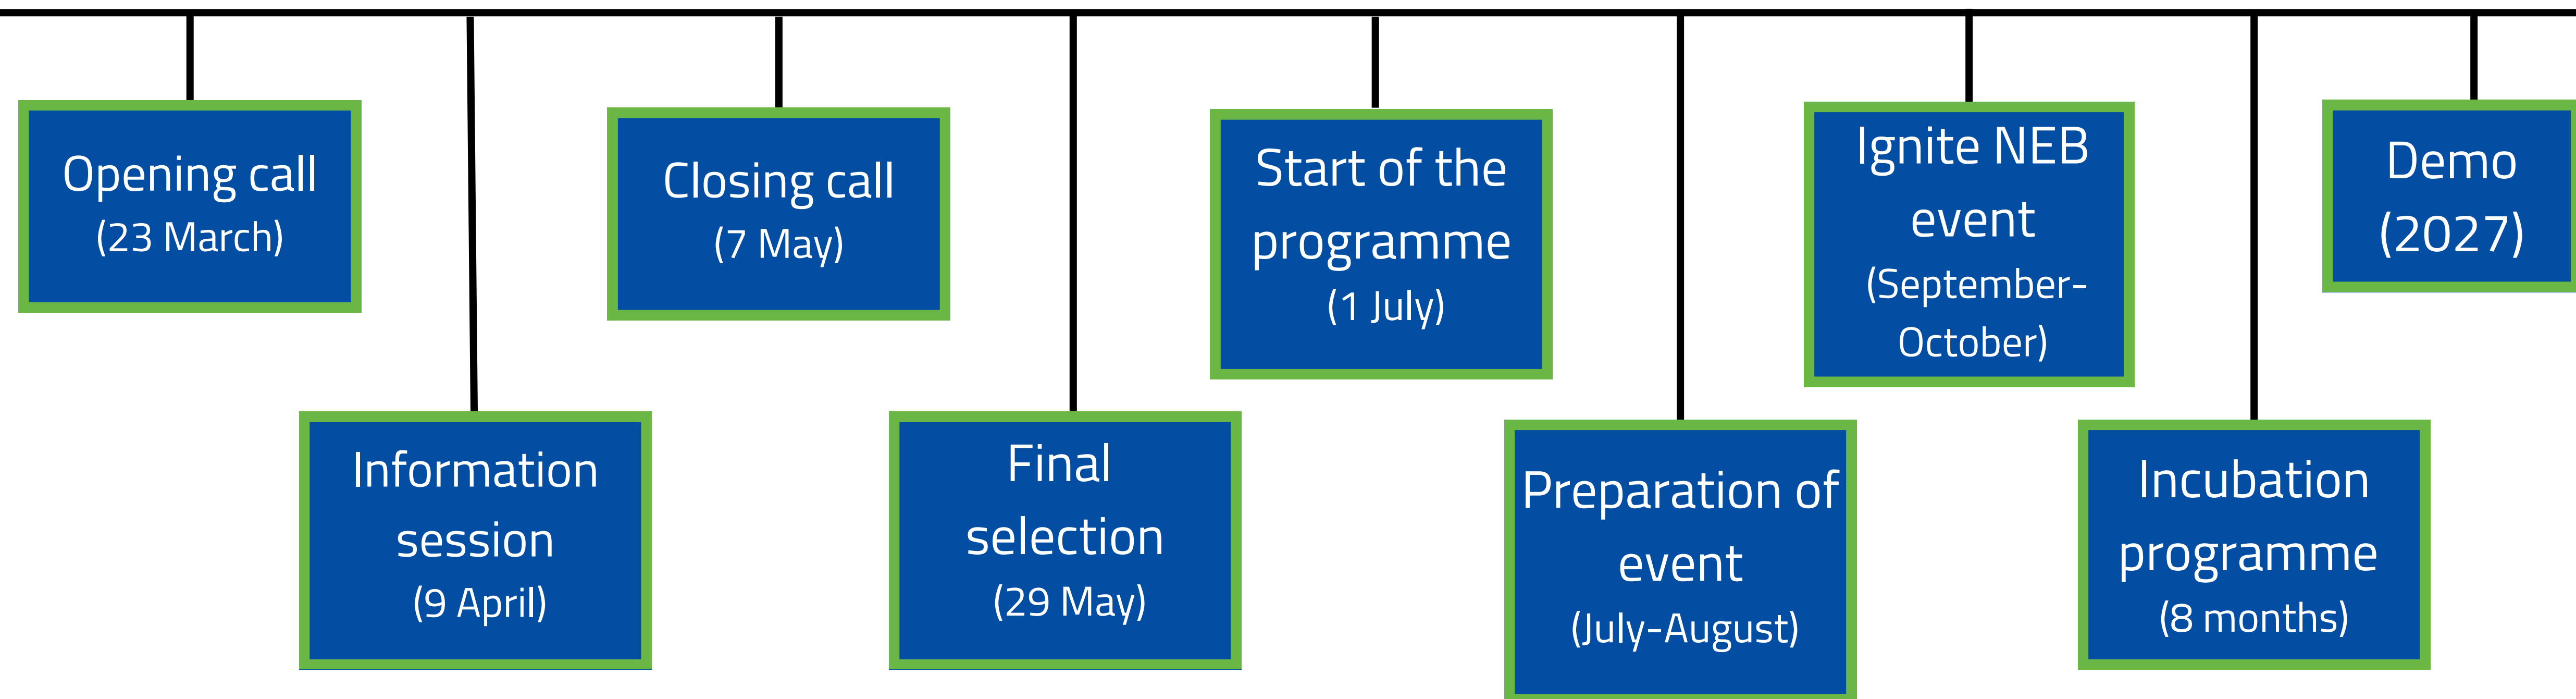 Opening call
(23 March)
Information
session
(9 April)
Closing call
(7 May)
Final
selection
(29 May)
Start of the
programme
(1 July)
Preparation of
event
(July-August)
Ignite NEB
event
(September-
October)
Incubation
programme
(8 months)
Demo
(2027)